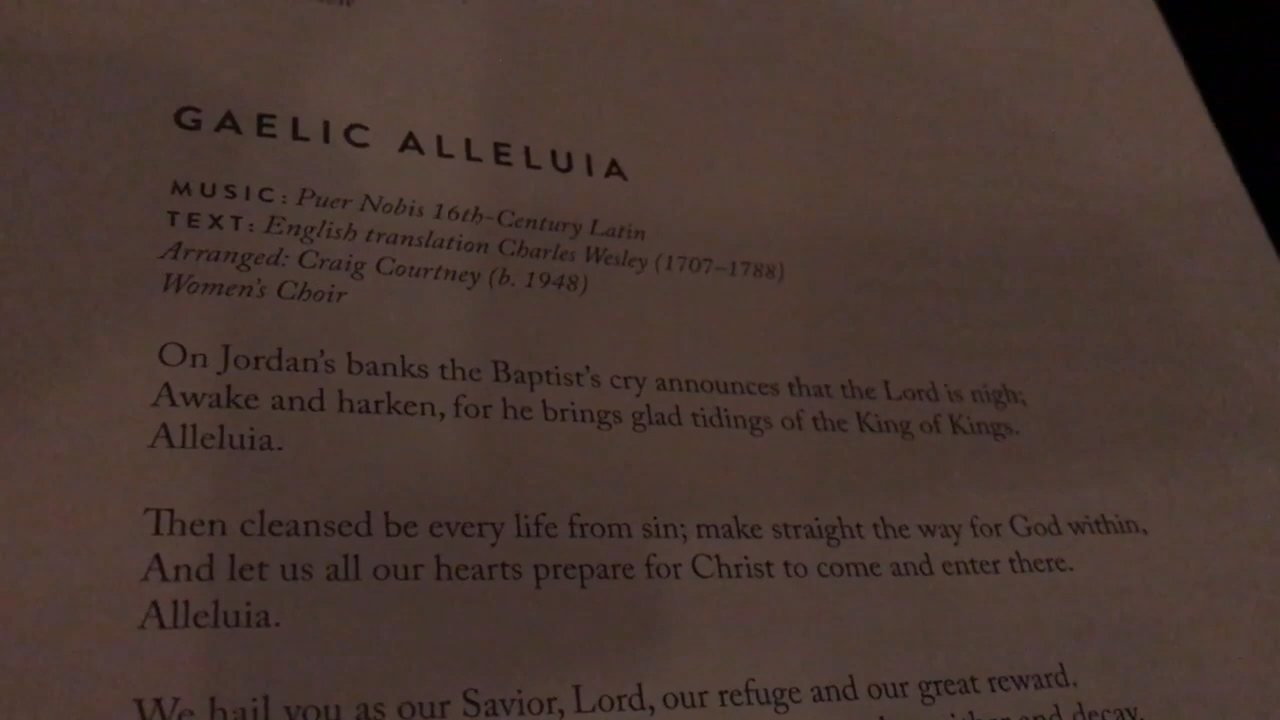 GAELIC ALLELUIA
MUSIC: Puer Nobis 16th-Century Latin
TEXT: English translation Charles Wesley (1707–1788)
Arranged: Craig Courtney (b. 1948)
Women's Choir
On Jordan's banks the Baptist's cry announces that the Lord is nigh;
Awake and harken, for he brings glad tidings of the King of Kings.
Alleluia.
Then cleansed be every life from sin; make straight the way for God within,
And let us all our hearts prepare for Christ to come and enter there.
Alleluia.
We hail you as our Savior, Lord, our refuge and our great reward.
and decay.